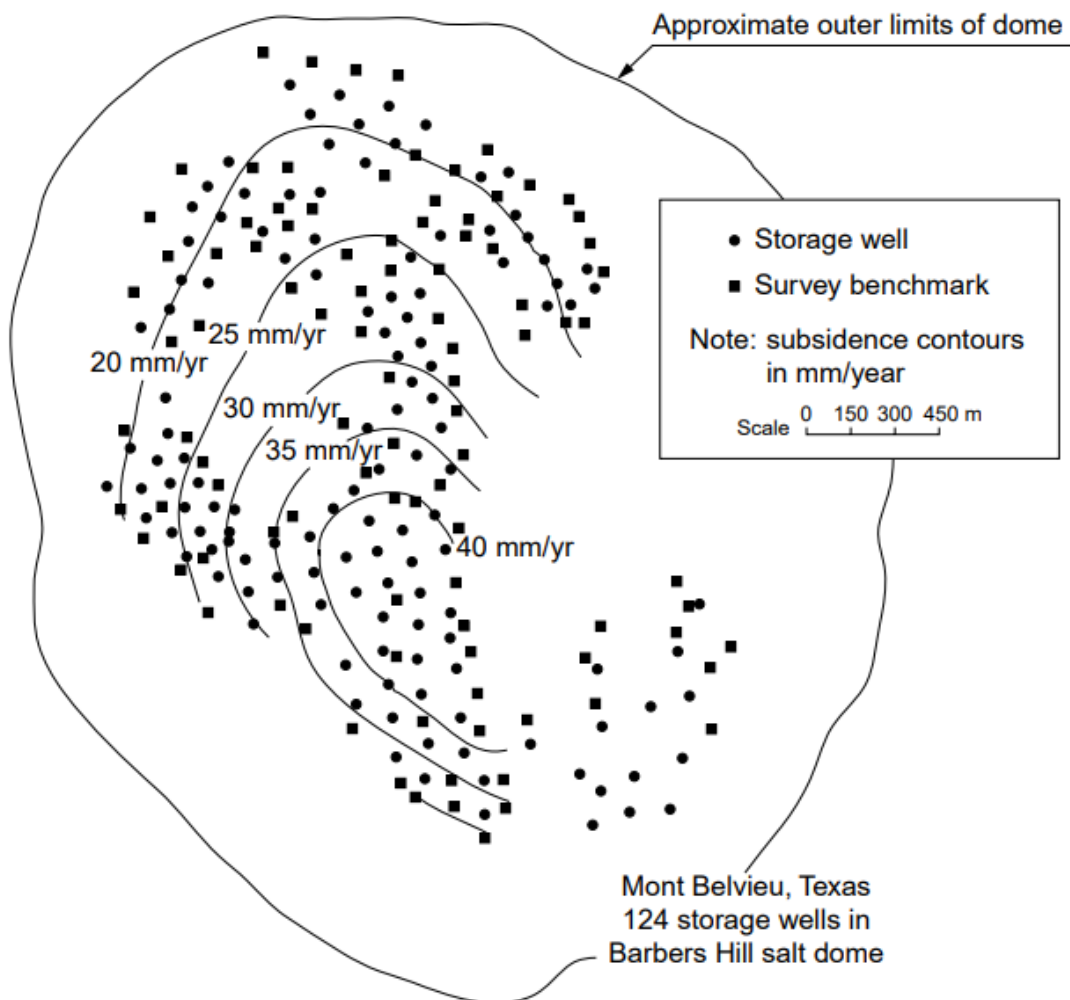 Approximate outer limits of dome
Storage well
Survey benchmark
Note: subsidence contours
in mm/year
Scale 0 150 300 450 m
25 mm/yr
20 mm/yr
30 mm/yr
35 mm/yr
40 mm/yr
Mont Belvieu, Texas
124 storage wells in
Barbers Hill salt dome